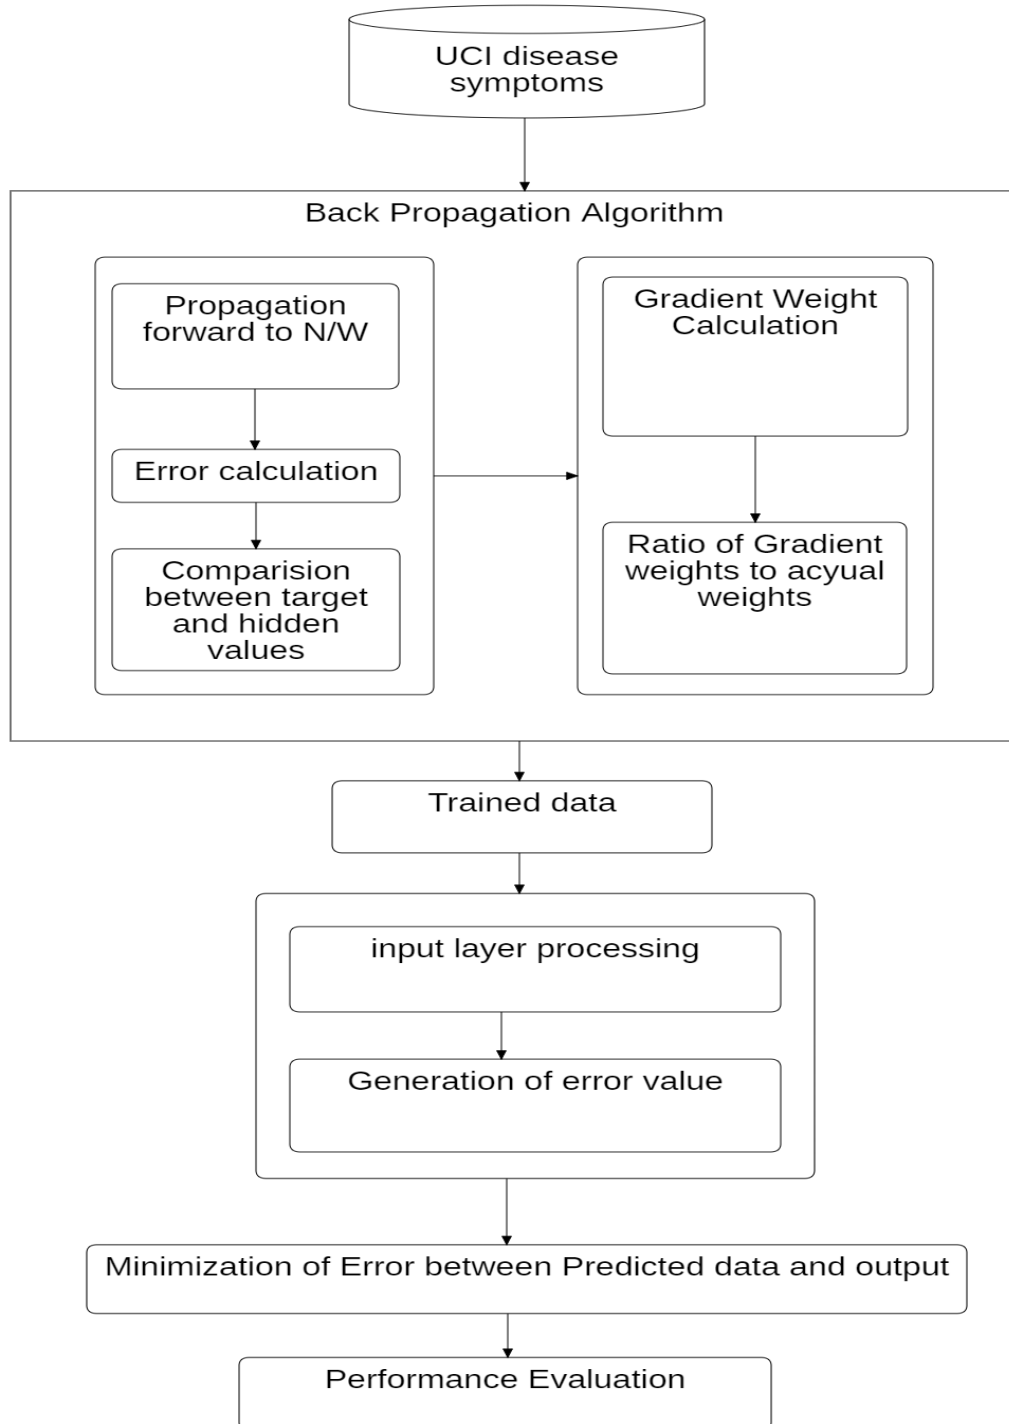 UCI disease
symptoms
Back Propagation Algorithm
Propagation
forward to N/W
Error calculation
Comparision
between target
and hidden
values
Gradient Weight
Calculation
Ratio of Gradient
weights to acyual
weights
Trained data
input layer processing
Generation of error value
Minimization of Error between Predicted data and output
Performance Evaluation